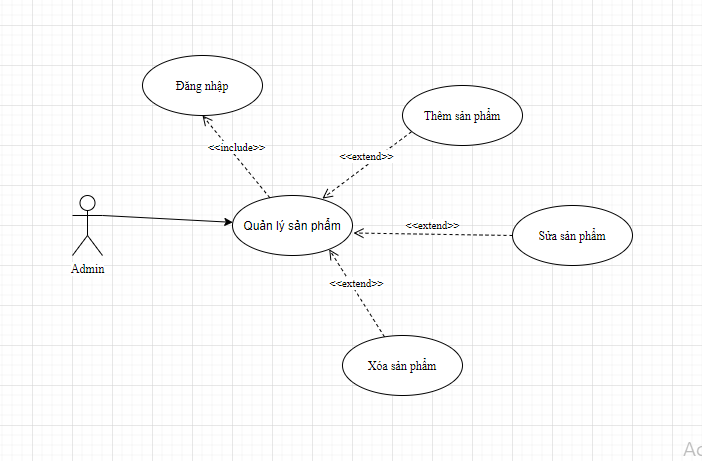 Đăng nhập
Thêm sản phẩm
<<include>>
<<extend>>
Quản lý sản phẩm
<<extend>>
Sửa sản phẩm
Admin
<<extend>>
Xóa sản phẩm